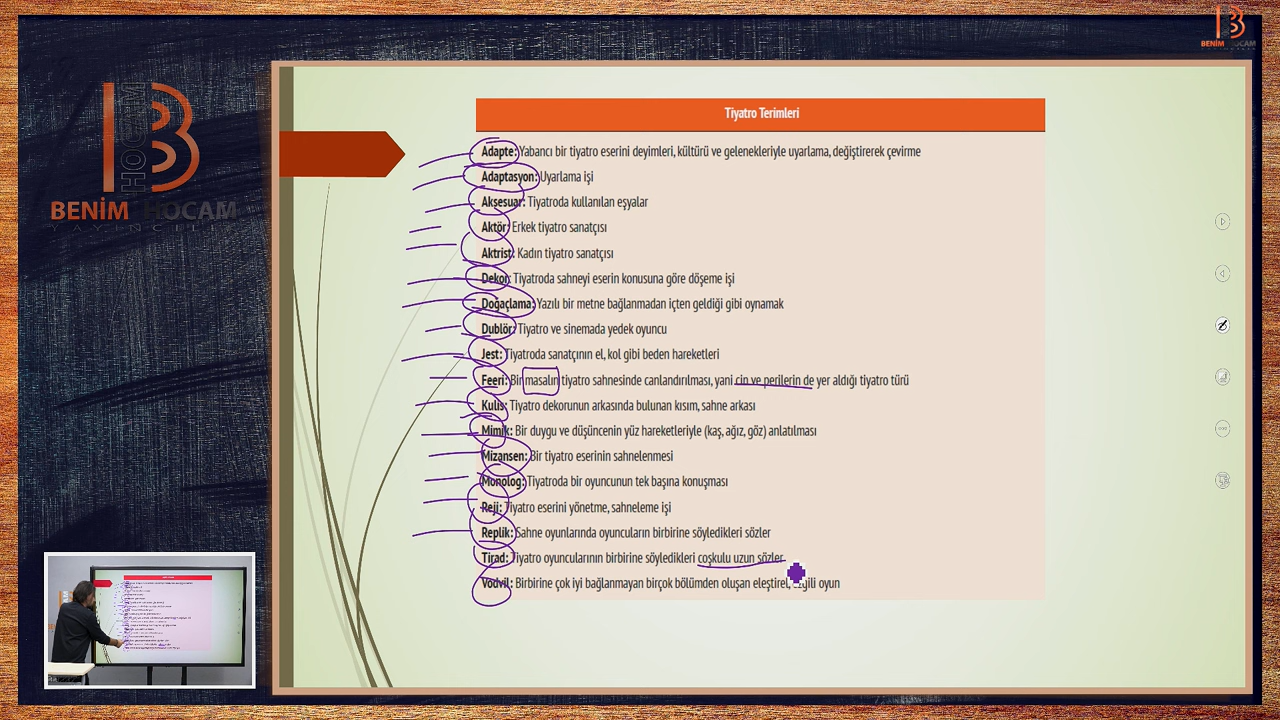 BENİM HOCAM
BENİM HOCAM
YAYINCILIK
Tiyatro Terimleri
Adapte: Yabancı bir tiyatro eserini deyimleri, kültürü ve gelenekleriyle uyarlama, değiştirerek çevirme
Adaptasyon: Uyarlama işi
Akşesuar: Tiyatroda kullanılan eşyalar
Aktör: Erkek tiyatro sanatçısı
Aktrist: Kadın tiyatro sanatçısı
Dekor: Tiyatroda sahneyi eserin konusuna göre döşeme işi
Doğaçlama: Yazılı bir metne bağlanmadan içten geldiği gibi oynamak
Dublör: Tiyatro ve sinemada yedek oyuncu
Jest: Tiyatroda sanatçının el, kol gibi beden hareketleri
Feeri: Bir masalın tiyatro sahnesinde canlandırılması, yani cin ve perilerin de yer aldığı tiyatro türü
Kulis: Tiyatro dekorunun arkasında bulunan kısım, sahne arkası
Mimik: Bir duygu ve düşüncenin yüz hareketleriyle (kaş, ağız, göz) anlatılması
Mizansen: Bir tiyatro eserinin sahnelenmesi
Monolog: Tiyatroda bir oyuncunun tek başına konuşması
Reji: Tiyatro eserini yönetme, sahneleme işi
Replik: Sahne oyunlarında oyuncuların birbirine söyledikleri sözler
Tirad: Tiyatro oyuncularının birbirine söyledikleri coşkulu uzun sözler
Vodvil: Birbirine çok iyi bağlanmayan birçok bölümden oluşan eleştirel, ezgili oyun